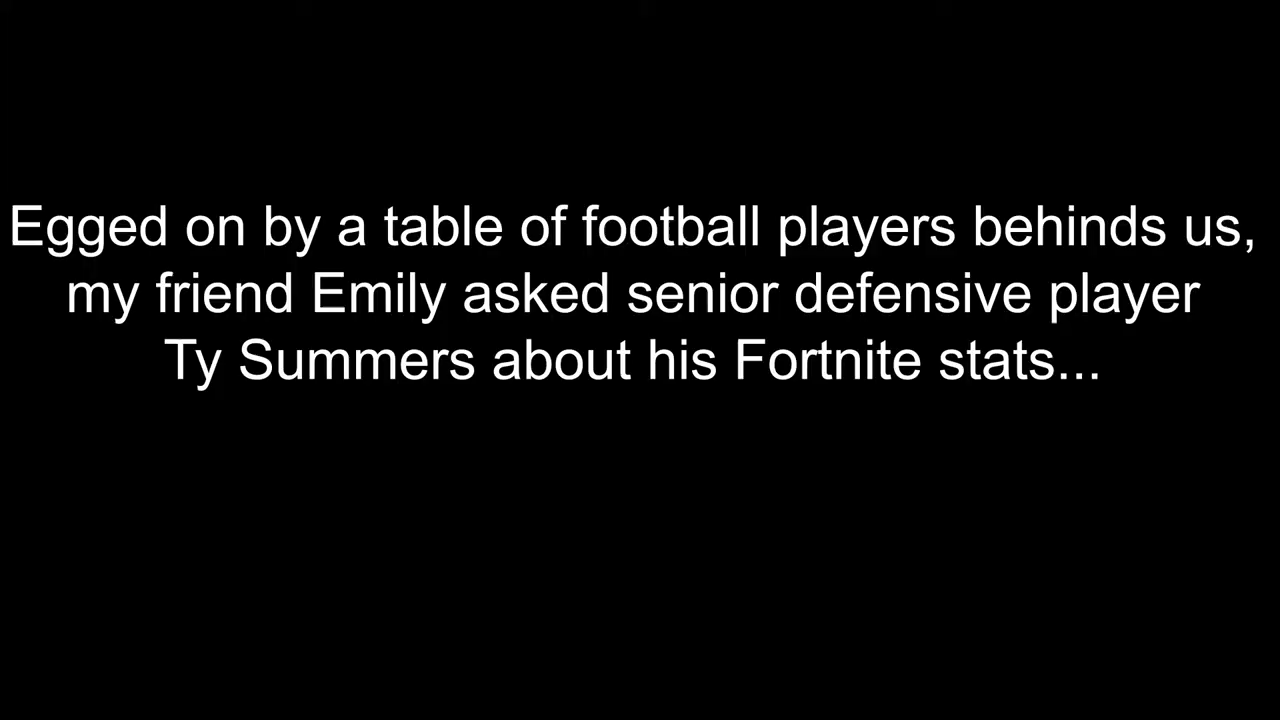 Egged on by a table of football players behinds us,
my friend Emily asked senior defensive player
Ty Summers about his Fortnite stats...